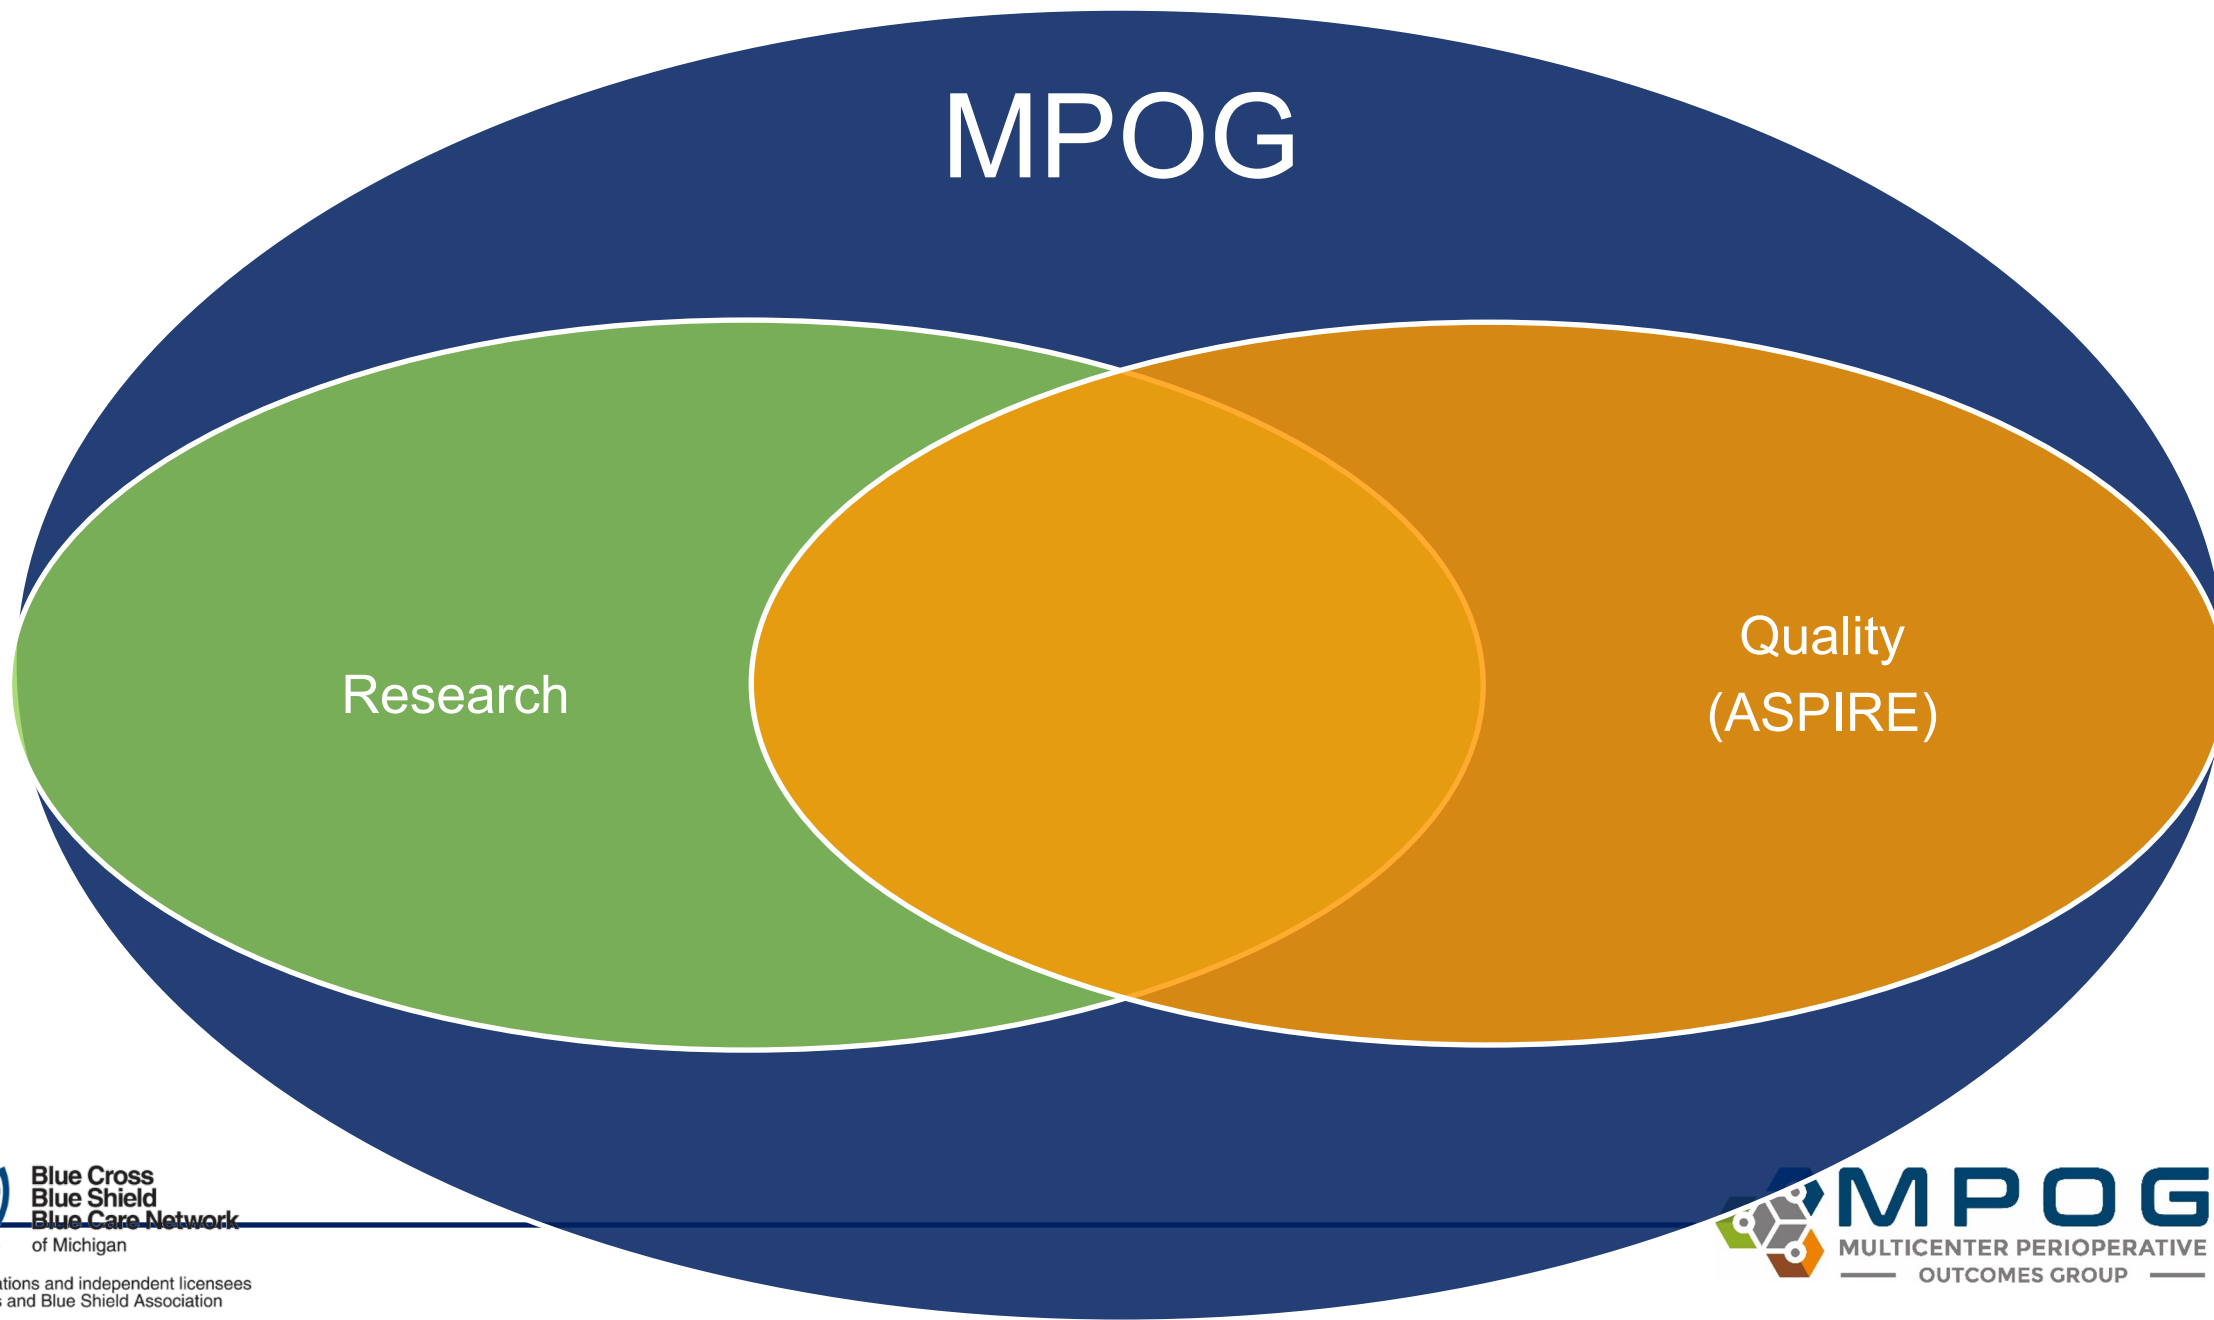 MPOG
Research
Quality
(ASPIRE)
Blue Cross
Blue Shield
Blue Care Network
of Michigan
and independent licensees
and Blue Shield Association
MPOG
MULTICENTER PERIOPERATIVE
OUTCOMES GROUP